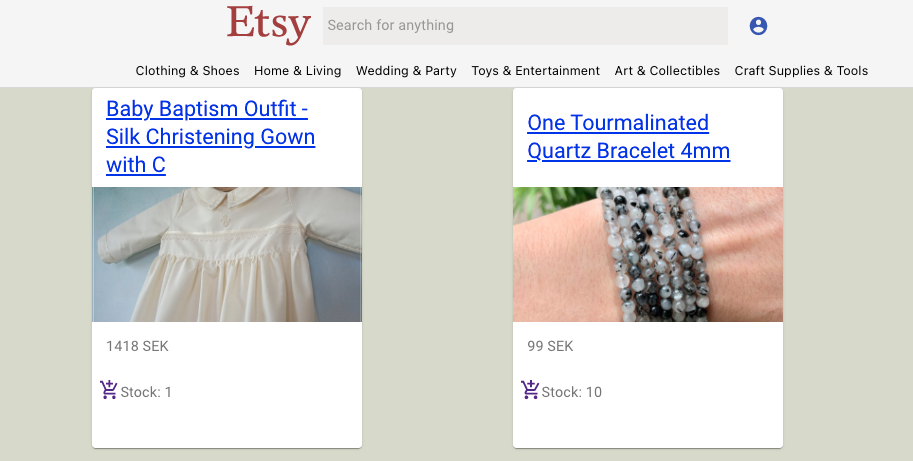 Etsy
Search for anything
Clothing & Shoes Home & Living Wedding & Party Toys & Entertainment Art & Collectibles Craft Supplies & Tools
Baby Baptism Outfit -
Silk Christening Gown
with C
1418 SEK
Stock: 1
One Tourmalinated
Quartz Bracelet 4mm
99 SEK
Stock: 10